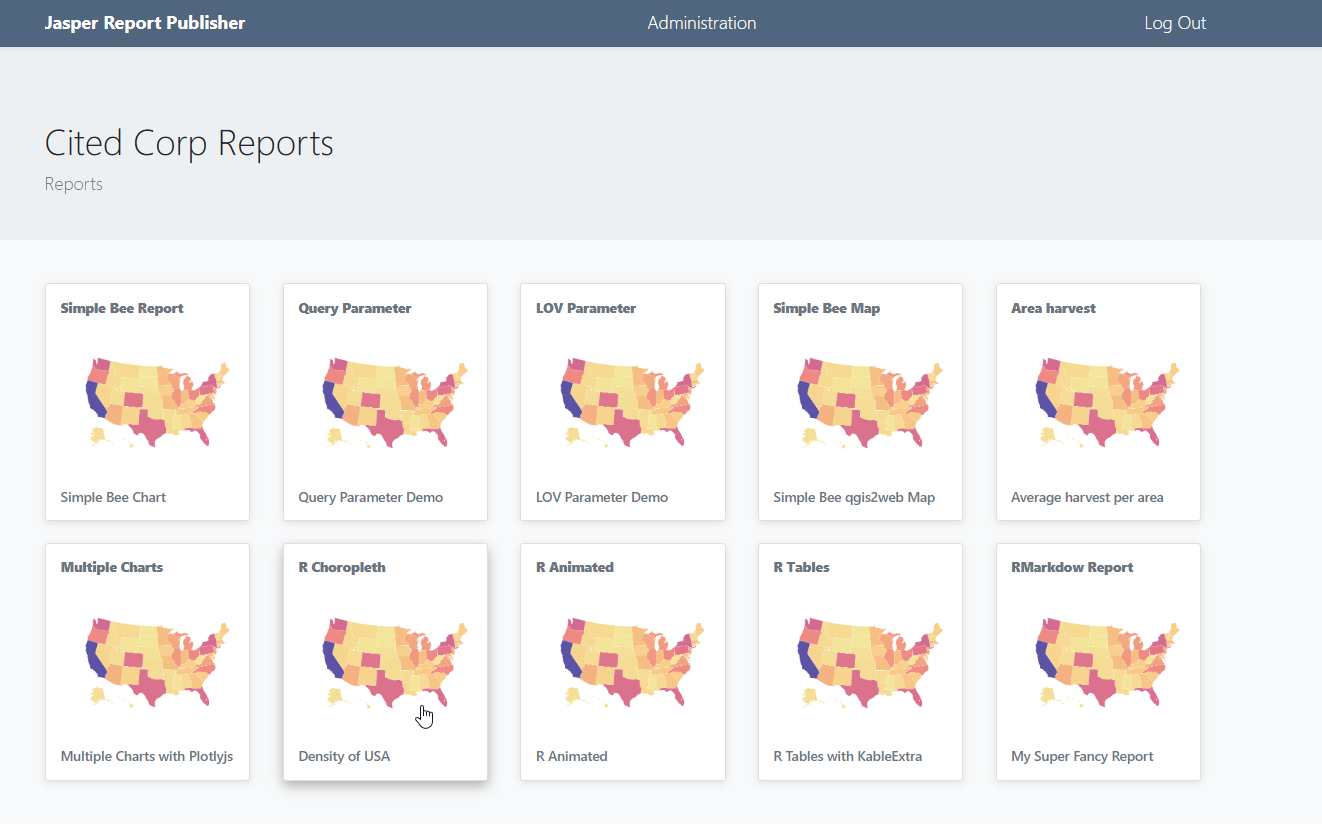 Jasper Report Publisher Administration Log Out
Cited Corp Reports
Reports
Simple Bee Report Query Parameter LOV Parameter Simple Bee Map Area harvest
Simple Bee Chart Query Parameter Demo LOV Parameter Demo Simple Bee qgis2web Map Average harvest per area
Multiple Charts R Choropleth R Animated R Tables RMarkdow Report
Multiple Charts with Plotlyjs Density of USA R Animated R Tables with KableExtra My Super Fancy Report